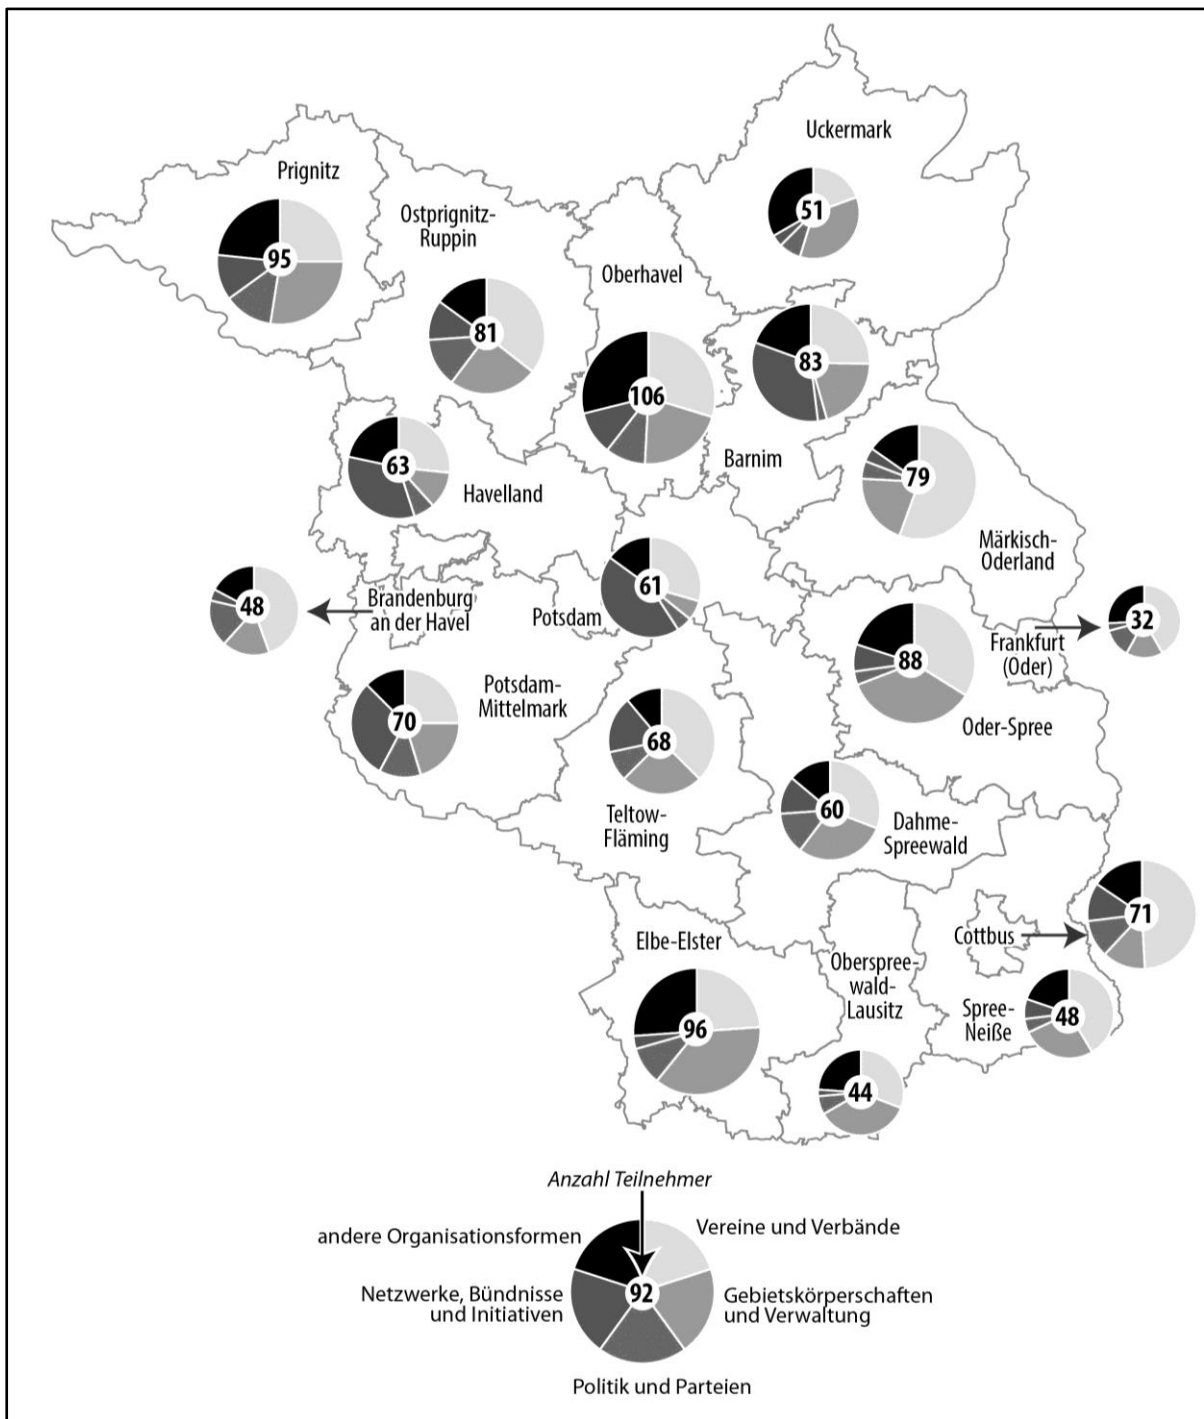 Uckermark
51
Prignitz
95
Ostprignitz-
Ruppin
81
Oberhavel
106
83
Barnim
63
Havelland
79
Märkisch-
Oderland
48
Brandenburg
an der Havel
Potsdam
61
32
Frankfurt
(Oder)
88
Oder-Spree
70
Potsdam-
Mittelmark
68
Teltow-
Fläming
60
Dahme-
Spreewald
71
Cottbus
Elbe-Elster
96
Oberspree-
wald-
Lausitz
44
Spree-
Neiße
48
Anzahl Teilnehmer
andere Organisationsformen
Vereine und Verbände
Netzwerke, Bündnisse
und Initiativen
92
Gebietskörperschaften
und Verwaltung
Politik und Parteien